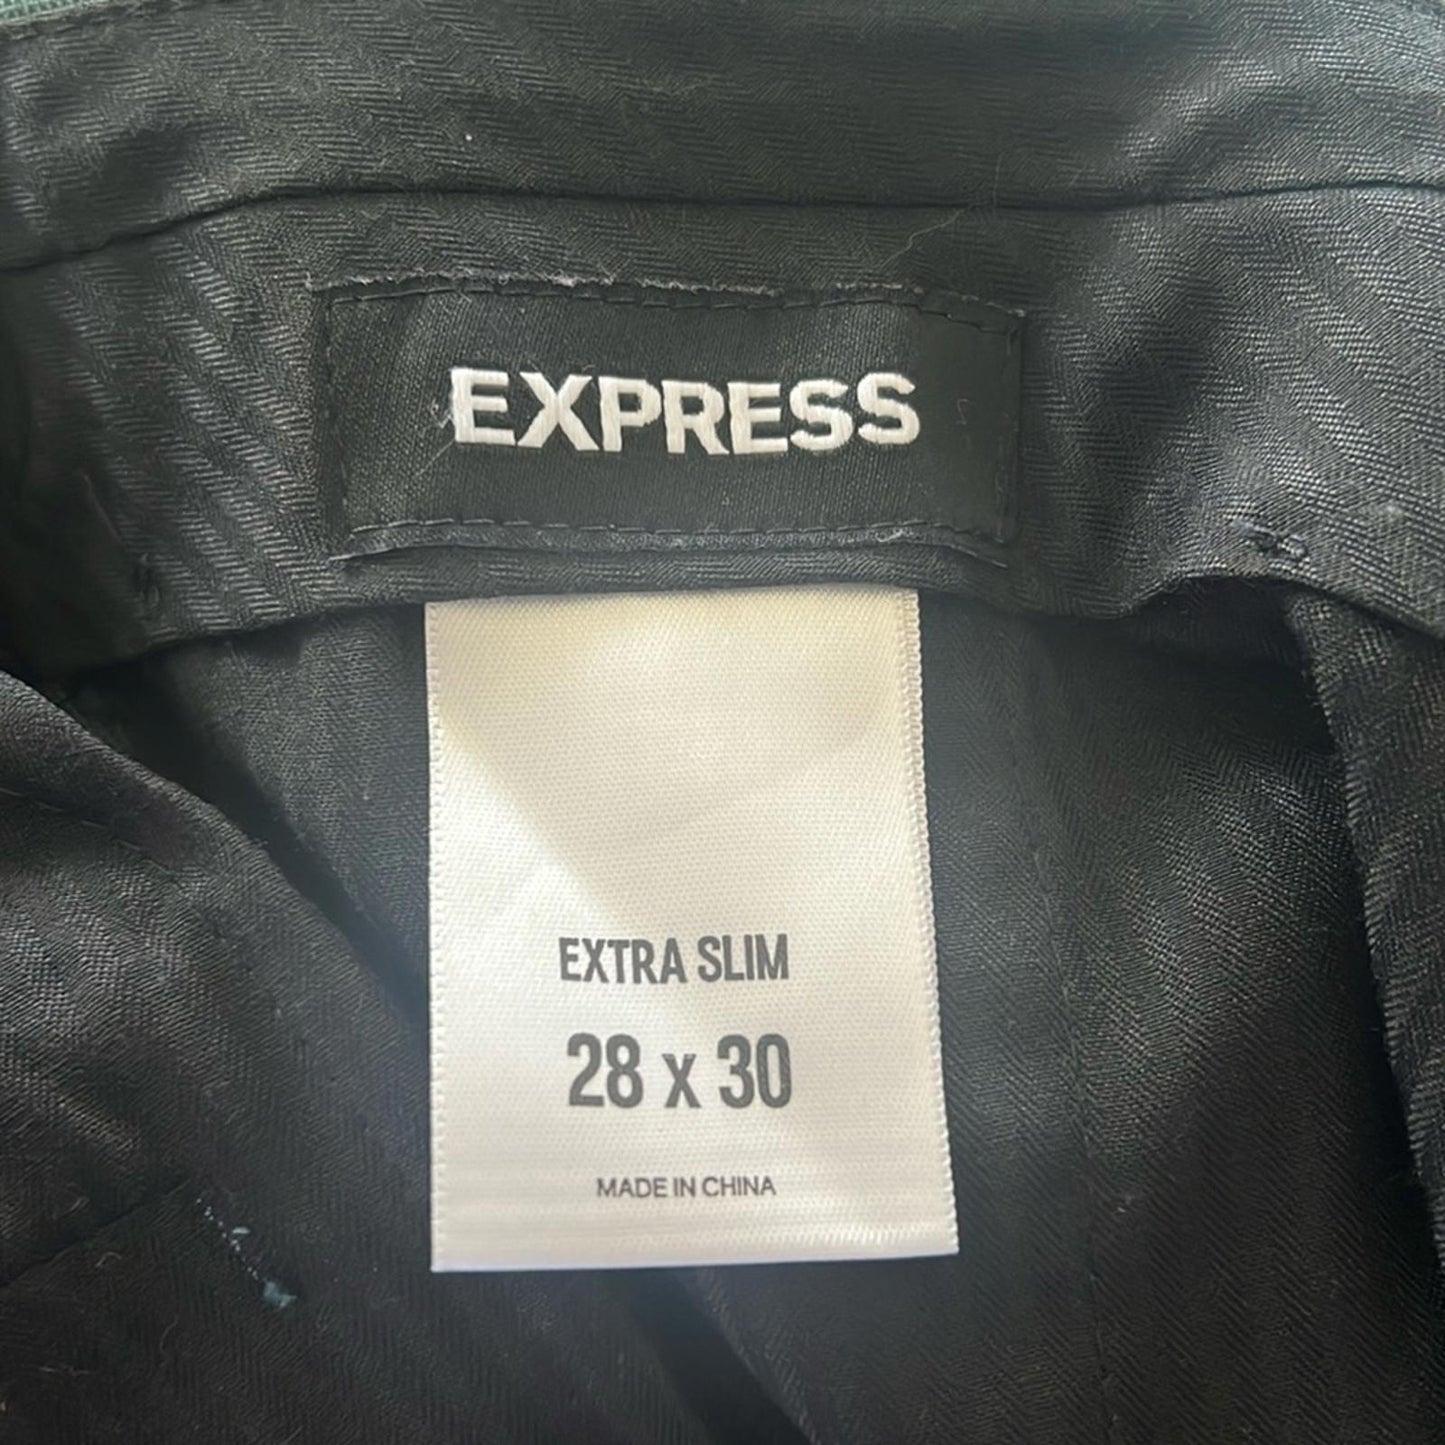 EXPRESS
EXTRA SLIM
28 x 30
MADE IN CHINA